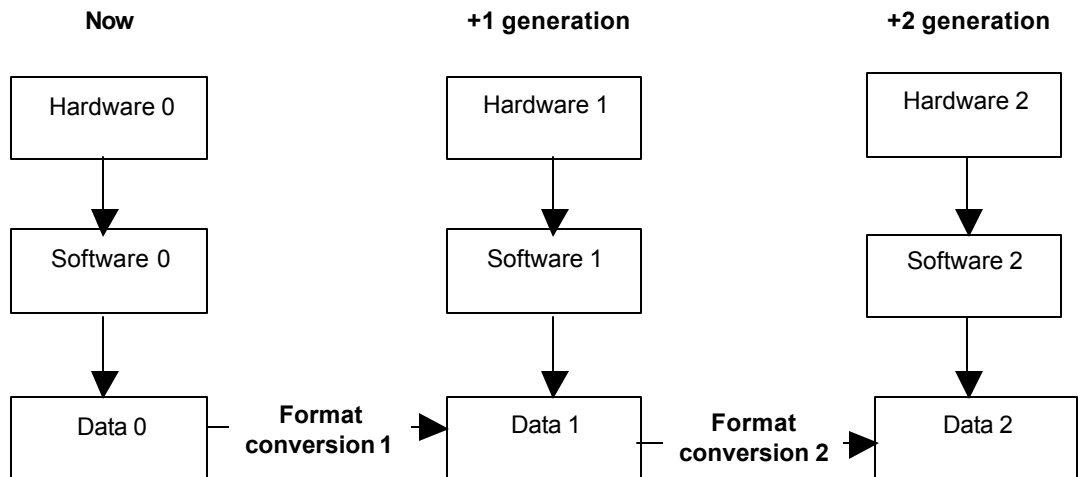 Now
+1 generation
+2 generation
Hardware 0
Hardware 1
Hardware 2
Software 0
Software 1
Software 2
Data 0
Format
conversion 1
Data 1
Format
conversion 2
Data 2